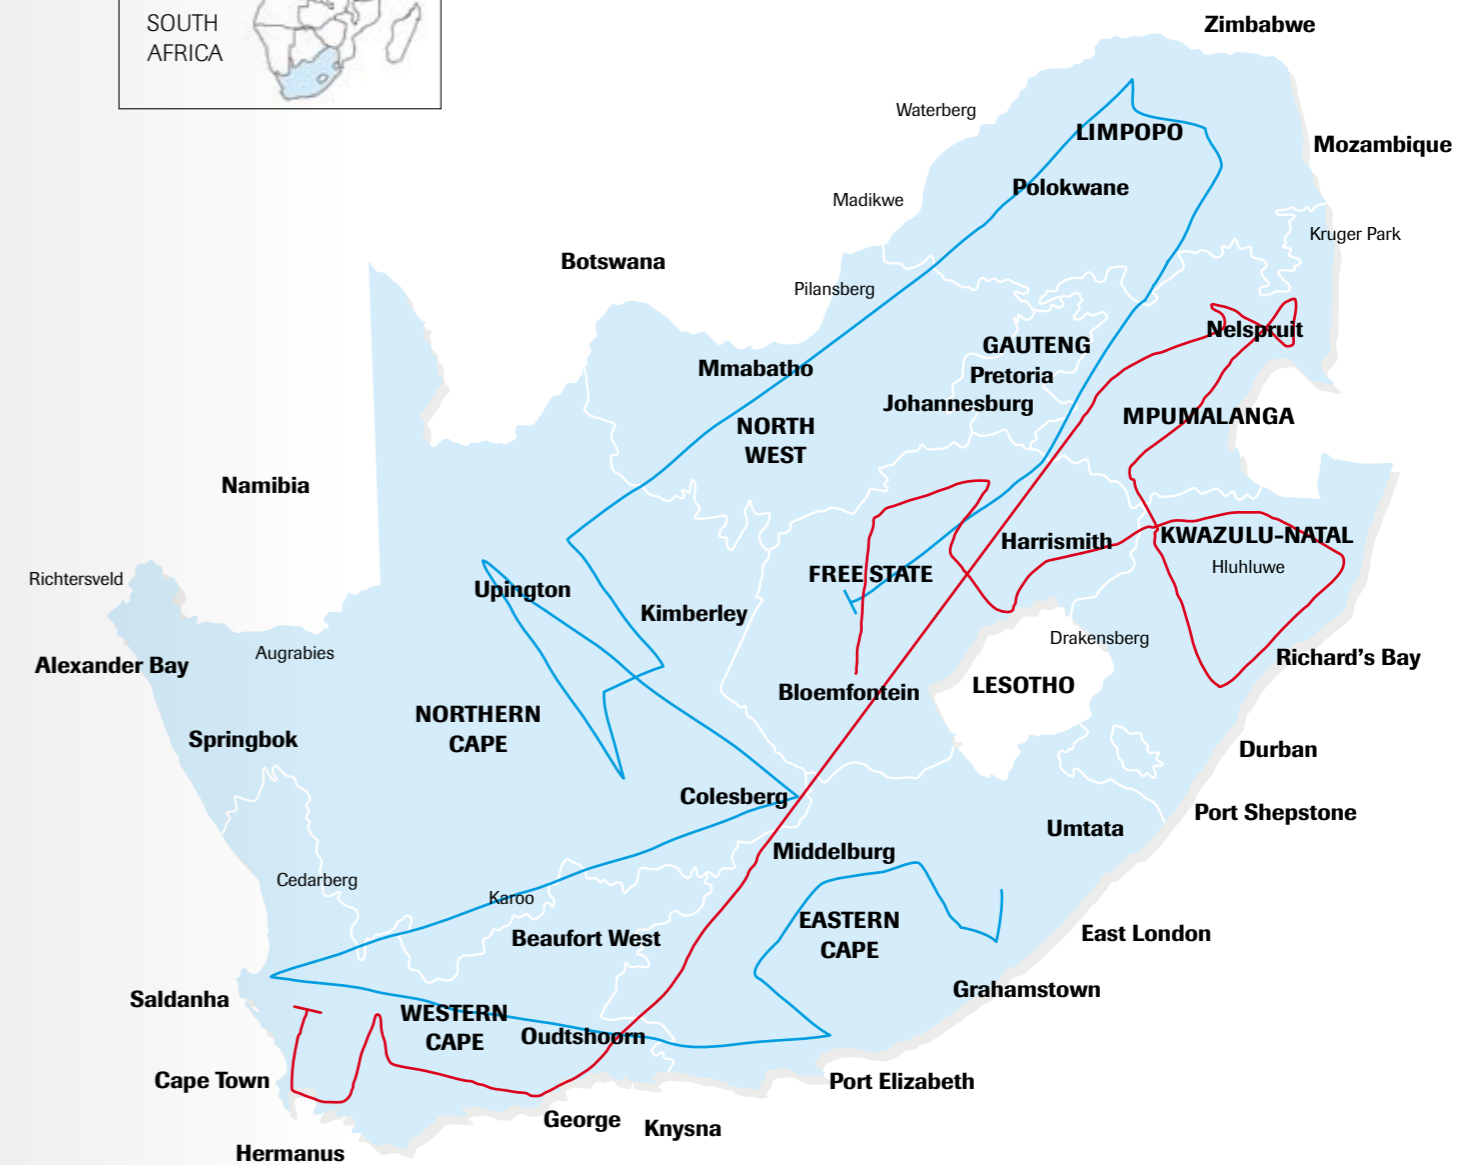 SOUTH
AFRICA
Zimbabwe
Waterberg
LIMPOPO
Mozambique
Polokwane
Madikwe
Kruger Park
Botswana
Pilansberg
Nelspruit
GAUTENG
Mmabatho
Pretoria
Johannesburg
MPUMALANGA
NORTH
WEST
Namibia
Harrismith
KWAZULU-NATAL
Hluhluwe
FREE STATE
Richtersveld
Upington
Kimberley
Drakensberg
Augrabies
Richard's Bay
Alexander Bay
LESOTHO
Bloemfontein
NORTHERN
CAPE
Springbok
Durban
Colesberg
Port Shepstone
Umtata
Middelburg
Cedarberg
Karoo
EASTERN
CAPE
Beaufort West
East London
Grahamstown
Saldanha
WESTERN
CAPE
Oudtshoorn
Cape Town
Port Elizabeth
George
Knysna
Hermanus